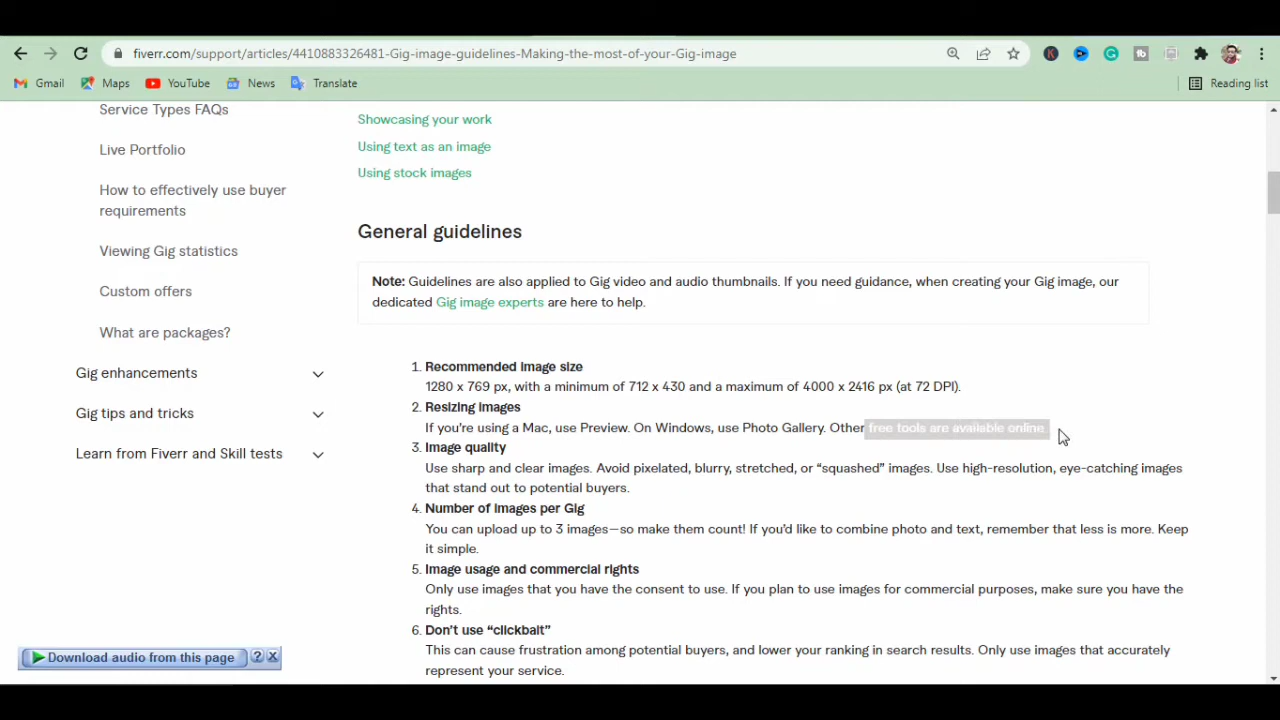 fiverr.com/support/articles/4410883326481-Gig-image-guidelines-Making-the-most-of-your-Gig-image
Gmail
Maps
YouTube
News
Translate
Reading list
Service Types FAQs
Live Portfolio
How to effectively use buyer
requirements
Viewing Gig statistics
Custom offers
What are packages?
Gig enhancements
Gig tips and tricks
Learn from Fiverr and Skill tests
Showcasing your work
Using text as an image
Using stock images
General guidelines
Note: Guidelines are also applied to Gig video and audio thumbnails. If you need guidance, when creating your Gig image, our
dedicated Gig image experts are here to help.
1. Recommended image size
1280 x 769 px, with a minimum of 712 x 430 and a maximum of 4000 x 2416 px (at 72 DPI).
2. Resizing images
If you're using a Mac, use Preview. On Windows, use Photo Gallery. Other free tools are available online.
3. Image quality
Use sharp and clear images. Avoid pixelated, blurry, stretched, or “squashed” images. Use high-resolution, eye-catching images
that stand out to potential buyers.
4. Number of images per Gig
You can upload up to 3 images—so make them count! If you'd like to combine photo and text, remember that less is more. Keep
it simple.
5. Image usage and commercial rights
Only use images that you have the consent to use. If you plan to use images for commercial purposes, make sure you have the
rights.
6. Don't use “clickbait”
This can cause frustration among potential buyers, and lower your ranking in search results. Only use images that accurately
represent your service.
Download audio from this page ? X